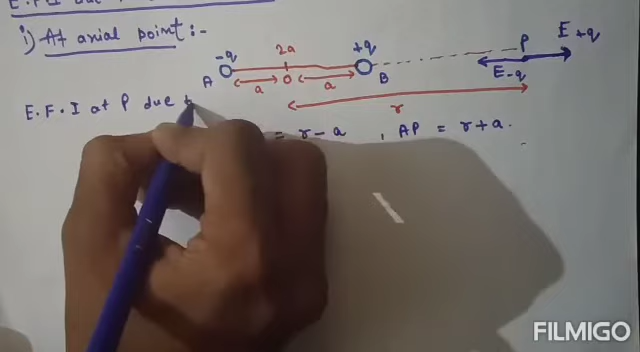 i) At axial point :-
-q 2a +q P E +q
A a o a B E -q
r
E.F.I at P due
= r - a , AP = r + a .
FILMIGO